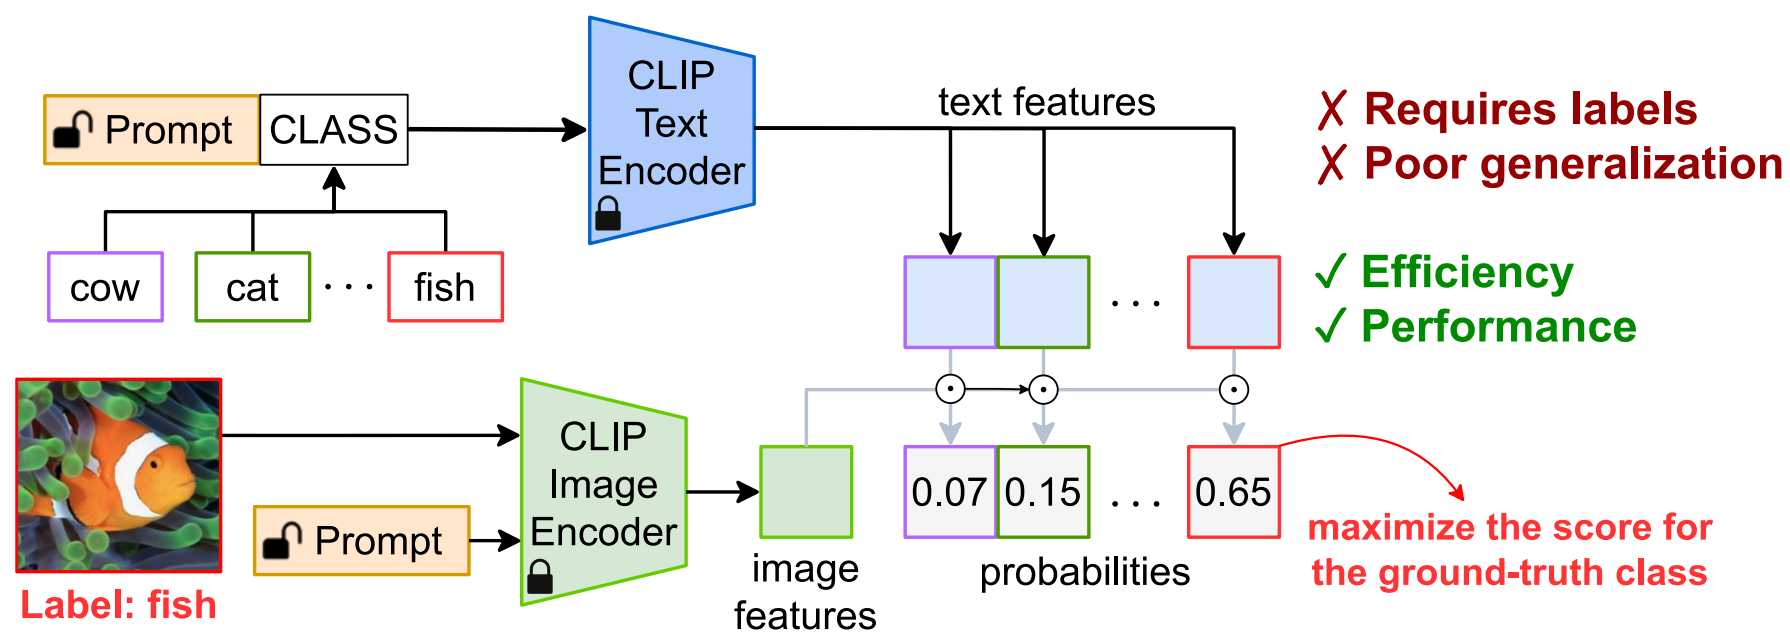 CLIP
Text
Encoder
Prompt
CLASS
text features
✗ Requires labels
✗ Poor generalization
cow
cat
...
fish
...
✓ Efficiency
✓ Performance
CLIP
Image
Encoder
Prompt
0.07
0.15
...
0.65
image
features
probabilities
maximize the score for
the ground-truth class
Label: fish